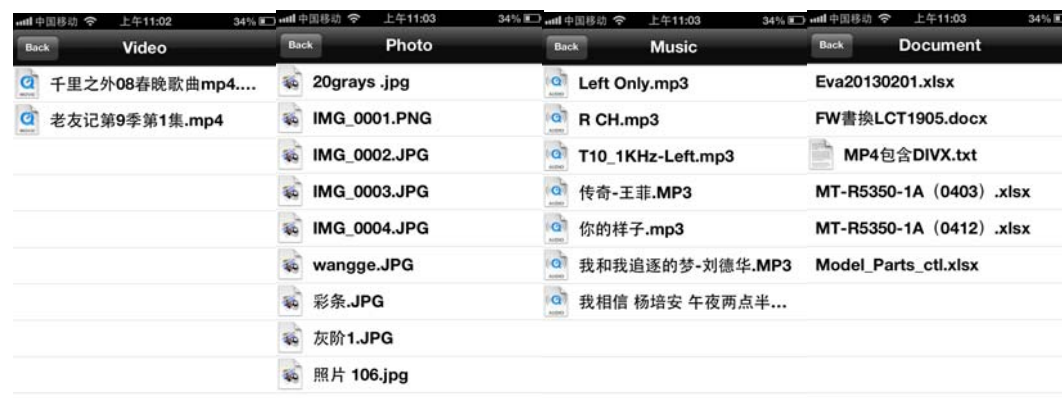 中国移动 上午11:02 34%
Back Video
千里之外08春晚歌曲mp4....
老友记第9季第1集.mp4
中国移动 上午11:03 34%
Back Photo
20grays .jpg
IMG_0001.PNG
IMG_0002.JPG
IMG_0003.JPG
IMG_0004.JPG
wangge.JPG
彩条.JPG
灰阶1.JPG
照片 106.jpg
中国移动 上午11:03 34%
Back Music
Left Only.mp3
R CH.mp3
T10_1KHz-Left.mp3
传奇-王菲.MP3
你的样子.mp3
我和我追逐的梦-刘德华.MP3
我相信 杨培安 午夜两点半...
中国移动 上午11:03 34%
Back Document
Eva20130201.xlsx
FW書換LCT1905.docx
MP4包含DIVX.txt
MT-R5350-1A（0403）.xlsx
MT-R5350-1A（0412）.xlsx
Model_Parts_ctl.xlsx